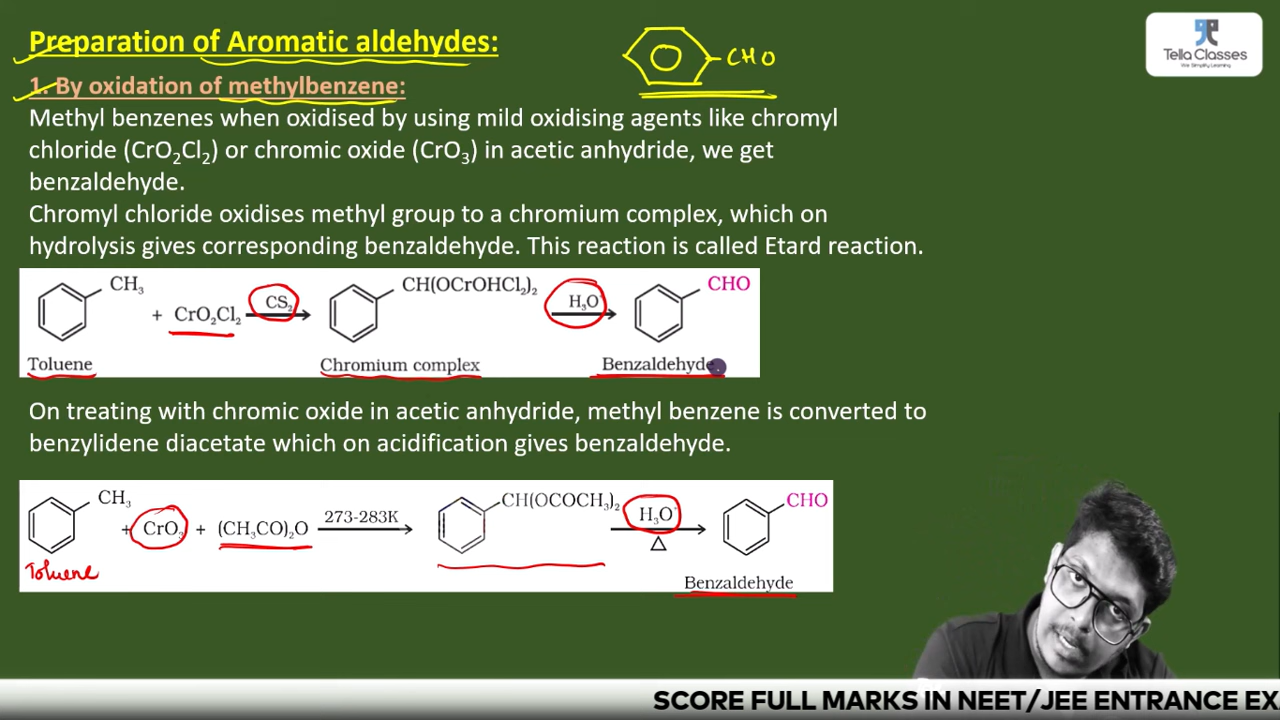 Preparation of Aromatic aldehydes:
CHO
Tella Classes
We Simplify Learning
1. By oxidation of methylbenzene:
Methyl benzenes when oxidised by using mild oxidising agents like chromyl
chloride (CrO₂Cl₂) or chromic oxide (CrO₃) in acetic anhydride, we get
benzaldehyde.
Chromyl chloride oxidises methyl group to a chromium complex, which on
hydrolysis gives corresponding benzaldehyde. This reaction is called Etard reaction.
CH₃ CH(OCrOHCl₂)₂ CHO
+ CrO₂Cl₂ CS₂ H₃O⁺
Toluene Chromium complex Benzaldehyde
On treating with chromic oxide in acetic anhydride, methyl benzene is converted to
benzylidene diacetate which on acidification gives benzaldehyde.
CH₃ CH(OCOCH₃)₂ CHO
+ CrO₃ + (CH₃CO)₂O 273-283K H₃O⁺
Δ
Toluene
Benzaldehyde
SCORE FULL MARKS IN NEET/JEE ENTRANCE EX